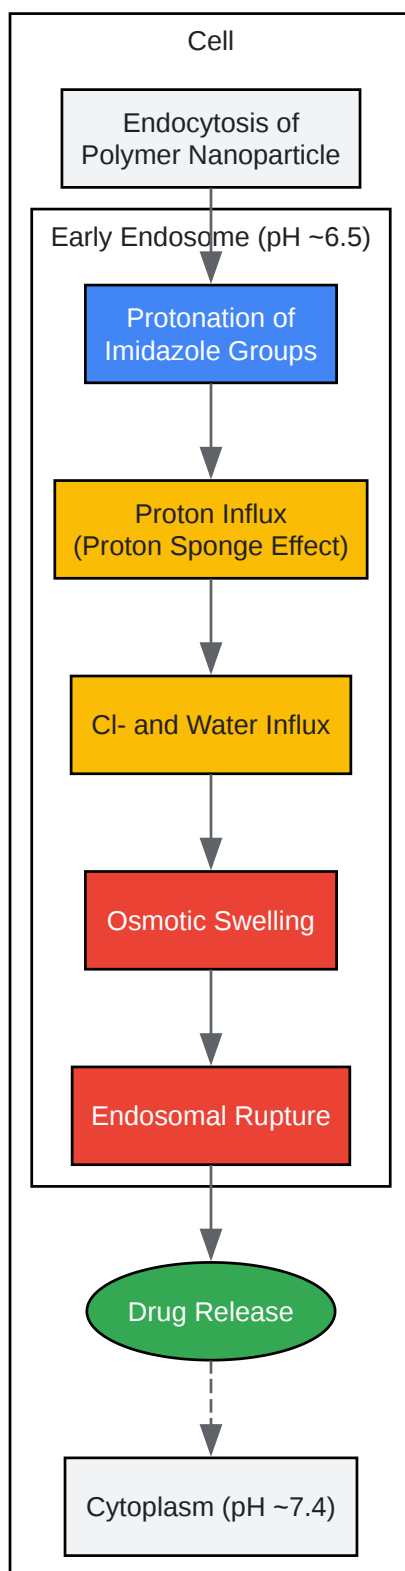 Cell
Endocytosis of
Polymer Nanoparticle
Early Endosome (pH ~6.5)
Protonation of
Imidazole Groups
Proton Influx
(Proton Sponge Effect)
Cl- and Water Influx
Osmotic Swelling
Endosomal Rupture
Drug Release
Cytoplasm (pH ~7.4)